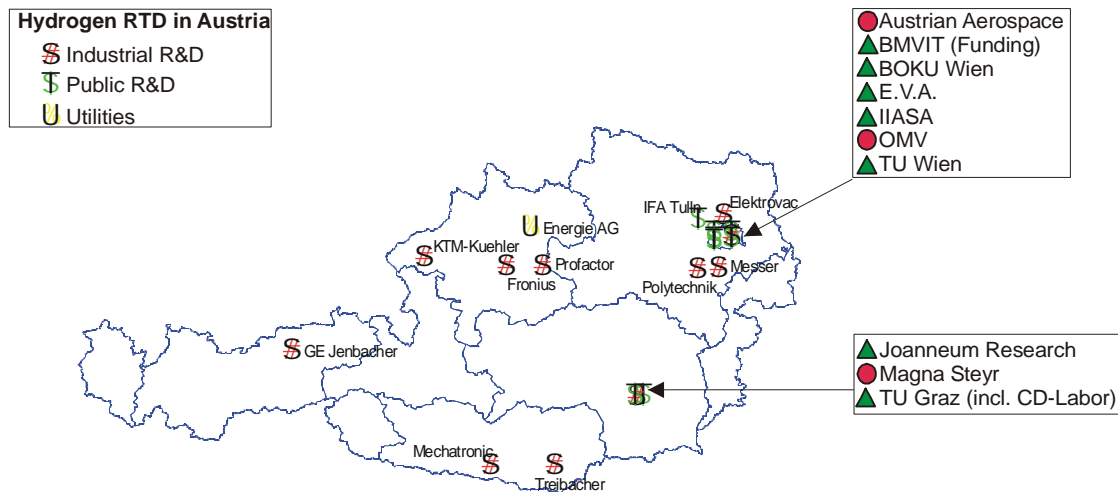 Hydrogen RTD in Austria
Industrial R&D
Public R&D
Utilities
Austrian Aerospace
BMVIT (Funding)
BOKU Wien
E.V.A.
IIASA
OMV
TU Wien
IFA Tulln
Elektrovac
Energie AG
KTM-Kuehler
Profactor
Fronius
Messer
Polytechnik
GE Jenbacher
Joanneum Research
Magna Steyr
TU Graz (incl. CD-Labor)
Mechatronic
Treibacher